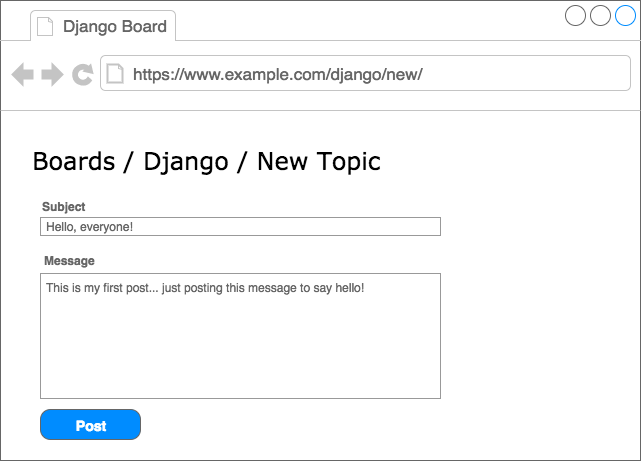 Django Board
https://www.example.com/django/new/
Boards / Django / New Topic
Subject
Hello, everyone!
Message
This is my first post... just posting this message to say hello!
Post